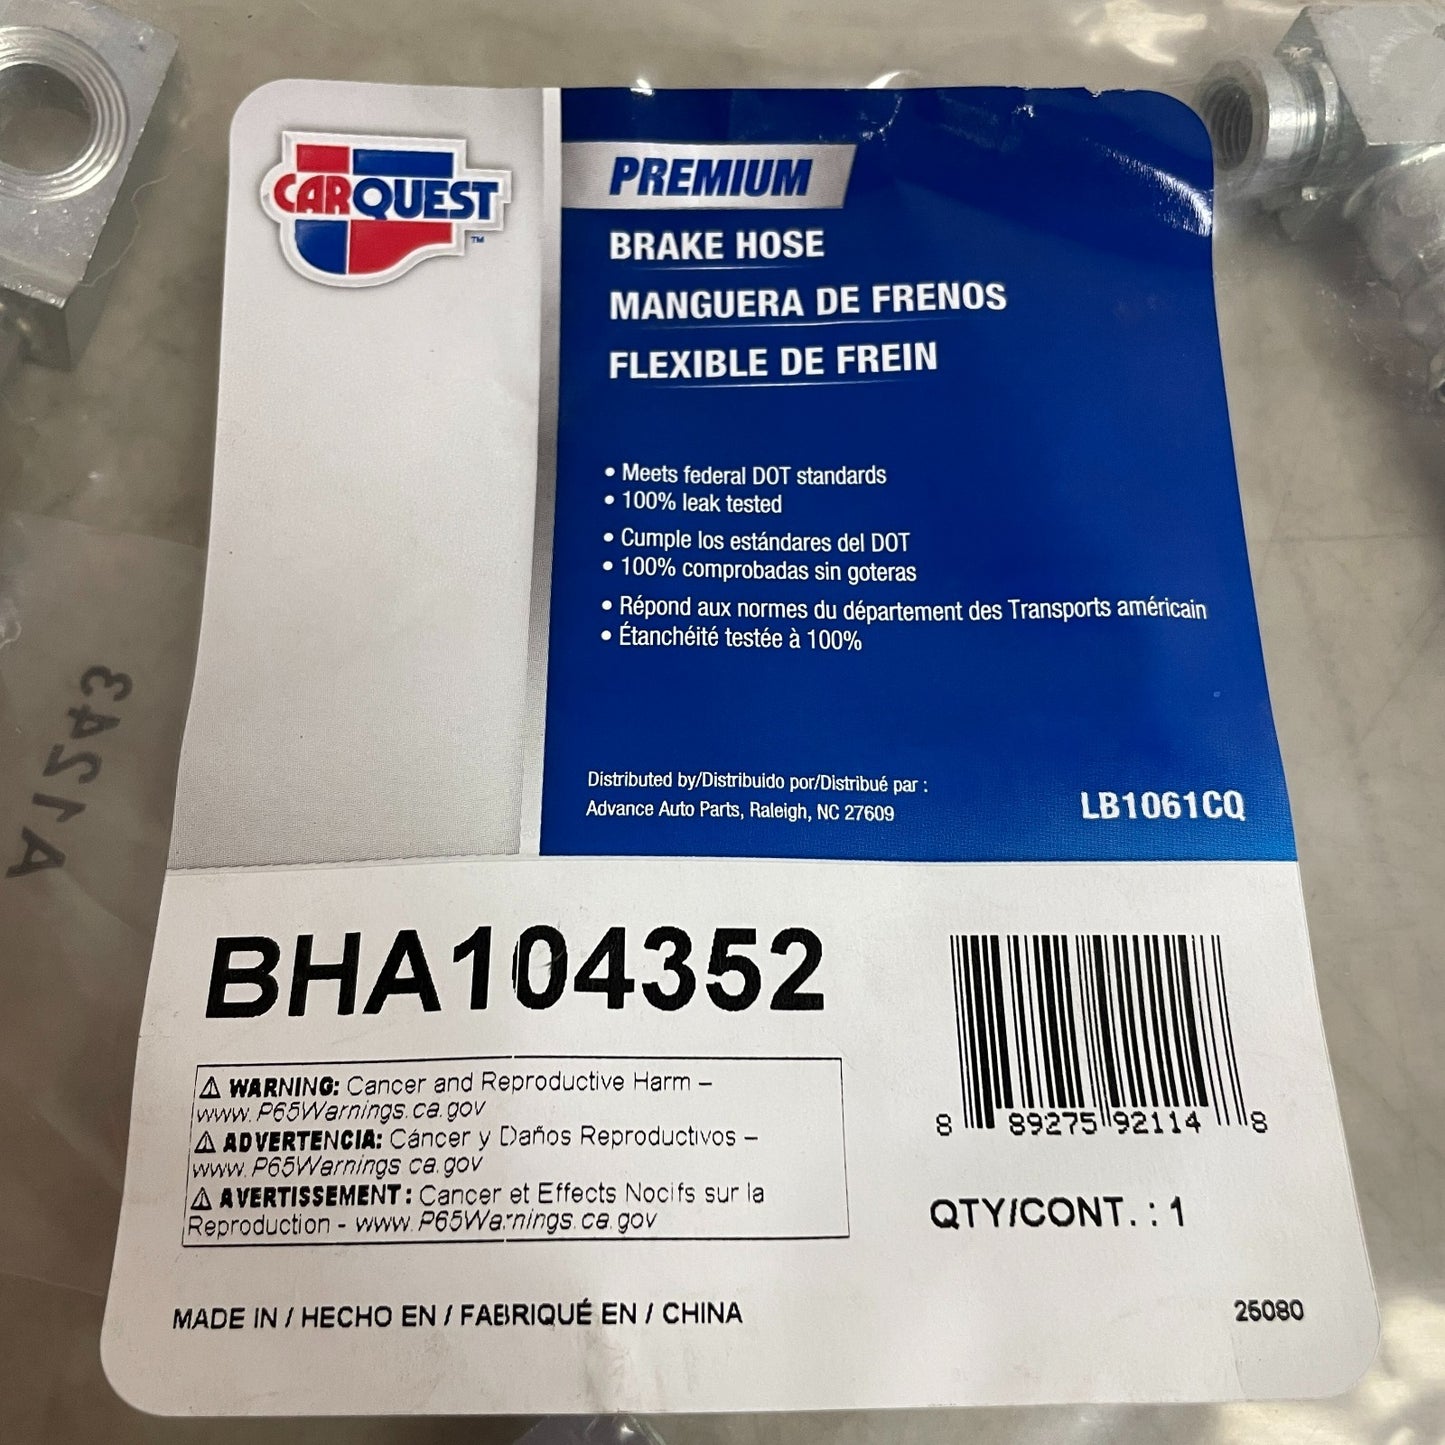 CARQUEST
™
PREMIUM
BRAKE HOSE
MANGUERA DE FRENOS
FLEXIBLE DE FREIN
• Meets federal DOT standards
• 100% leak tested
• Cumple los estándares del DOT
• 100% comprobadas sin goteras
• Répond aux normes du département des Transports américain
• Étanchéité testée à 100%
Distributed by/Distribuido por/Distribué par :
Advance Auto Parts, Raleigh, NC 27609
LB1061CQ
A1243
BHA104352
⚠ WARNING: Cancer and Reproductive Harm –
www.P65Warnings.ca.gov
⚠ ADVERTENCIA: Cáncer y Daños Reproductivos –
www.P65Warnings.ca.gov
⚠ AVERTISSEMENT: Cancer et Effects Nocifs sur la
Reproduction - www.P65Warnings.ca.gov
8 89275 92114 8
QTY/CONT. : 1
MADE IN / HECHO EN / FABRIQUÉ EN / CHINA
25080